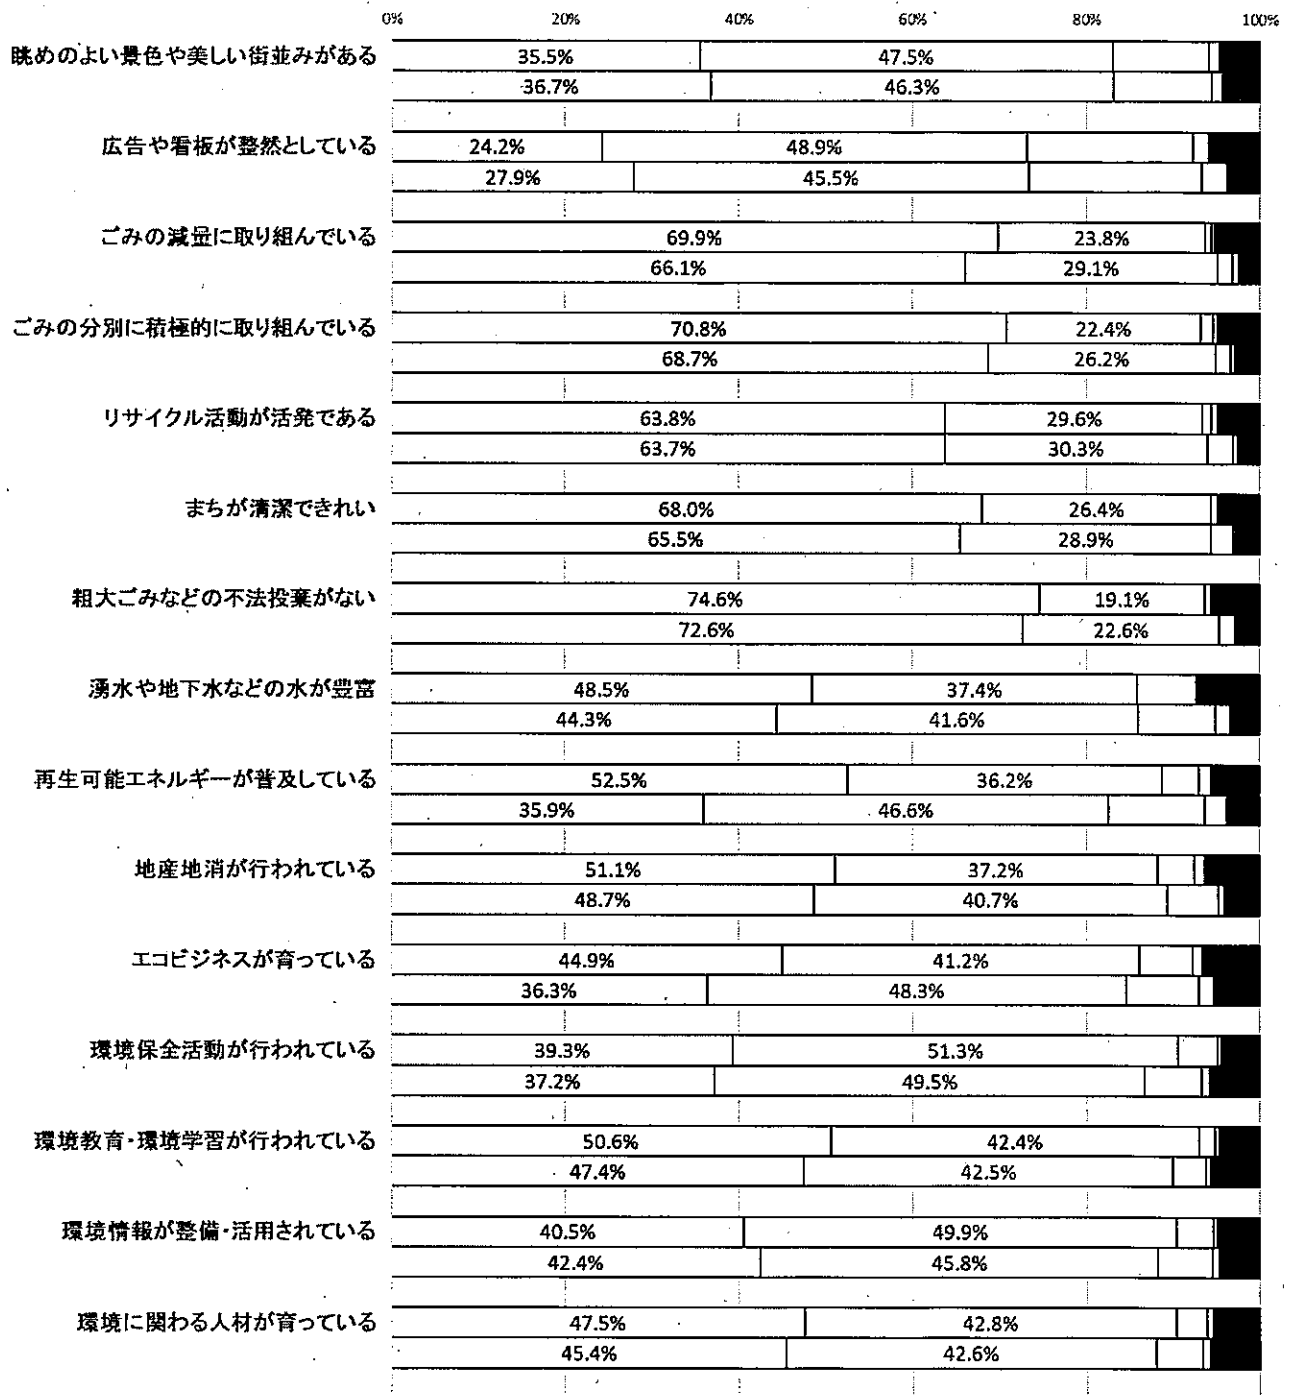 0% 20% 40% 60% 80% 100%
眺めのよい景色や美しい街並みがある 35.5% 47.5%
36.7% 46.3%
広告や看板が整然としている 24.2% 48.9%
27.9% 45.5%
ごみの減量に取り組んでいる 69.9% 23.8%
66.1% 29.1%
ごみの分別に積極的に取り組んでいる 70.8% 22.4%
68.7% 26.2%
リサイクル活動が活発である 63.8% 29.6%
63.7% 30.3%
まちが清潔できれい 68.0% 26.4%
65.5% 28.9%
粗大ごみなどの不法投棄がない 74.6% 19.1%
72.6% 22.6%
湧水や地下水などの水が豊富 48.5% 37.4%
44.3% 41.6%
再生可能エネルギーが普及している 52.5% 36.2%
35.9% 46.6%
地産地消が行われている 51.1% 37.2%
48.7% 40.7%
エコビジネスが育っている 44.9% 41.2%
36.3% 48.3%
環境保全活動が行われている 39.3% 51.3%
37.2% 49.5%
環境教育・環境学習が行われている 50.6% 42.4%
47.4% 42.5%
環境情報が整備・活用されている 40.5% 49.9%
42.4% 45.8%
環境に関わる人材が育っている 47.5% 42.8%
45.4% 42.6%